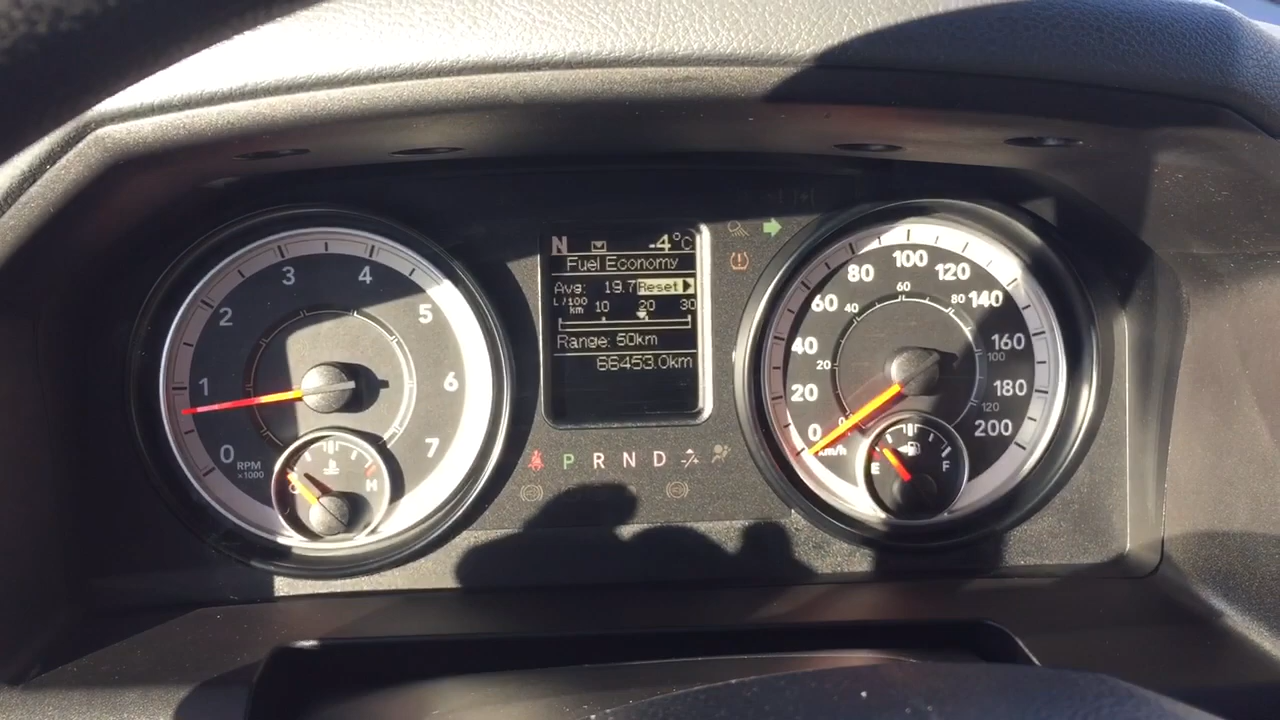 0
1
2
3
4
5
6
7
RPM
x1000
H
N -4°C
Fuel Economy
Avg: 19.7 Reset
L/100 km 10 20 30
Range: 50km
66453.0km
P R N D
0
20
40
60
80
100
120
140
160
180
200
20
40
60
80
100
120
km/h
E F